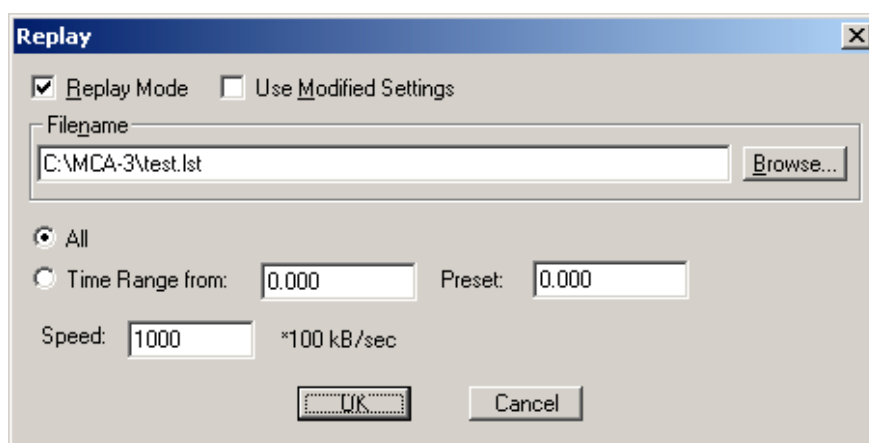 Replay
Replay Mode Use Modified Settings
Filename
C:\MCA-3\test.lst Browse...
All
Time Range from: 0.000 Preset: 0.000
Speed: 1000 *100 kB/sec
OK Cancel